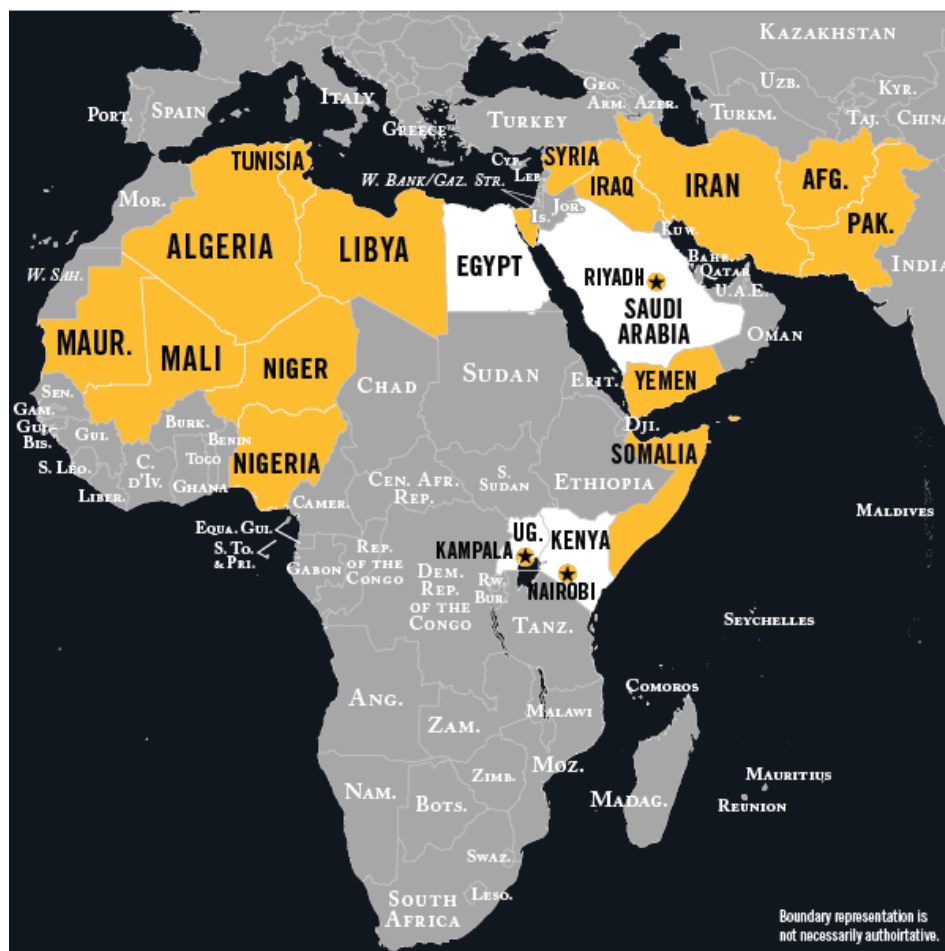 KAZAKHSTAN
UZB.
KYR.
GEO.
ARM.
AZER.
TURKM.
TAJ.
CHINA
PORT.
SPAIN
ITALY
GREECE
TURKEY
TUNISIA
CYP.
LEB.
SYRIA
IRAQ
IRAN
AFG.
PAK.
W. BANK/GAZ. STR.
MOR.
IS.
JOR.
KUW.
ALGERIA
LIBYA
EGYPT
BAHR.
QATAR
INDIA
W. SAH.
RIYADH
U.A.E.
SAUDI
ARABIA
OMAN
MAUR.
MALI
NIGER
CHAD
SUDAN
ERIT.
YEMEN
SEN.
GAM.
GUI-
BIS.
GUI.
BURK.
BENIN
TOGO
NIGERIA
DJI.
SOMALIA
S. LEO.
C.
D'IV.
GHANA
LIBER.
CAMER.
CEN. AFR.
REP.
S.
SUDAN
ETHIOPIA
MALDIVES
EQUA. GUI.
S. TO.
& PRI.
GABON
REP.
OF THE
CONGO
DEM.
REP.
OF THE
CONGO
UG.
KENYA
KAMPALA
NAIROBI
RW.
BUR.
TANZ.
SEYCHELLES
COMOROS
ANG.
ZAM.
MALAWI
MOZ.
ZIMB.
NAM.
BOTS.
MADAG.
MAURITIUS
REUNION
SWAZ.
LESO.
SOUTH
AFRICA
Boundary representation is
not necessarily authoirtative.